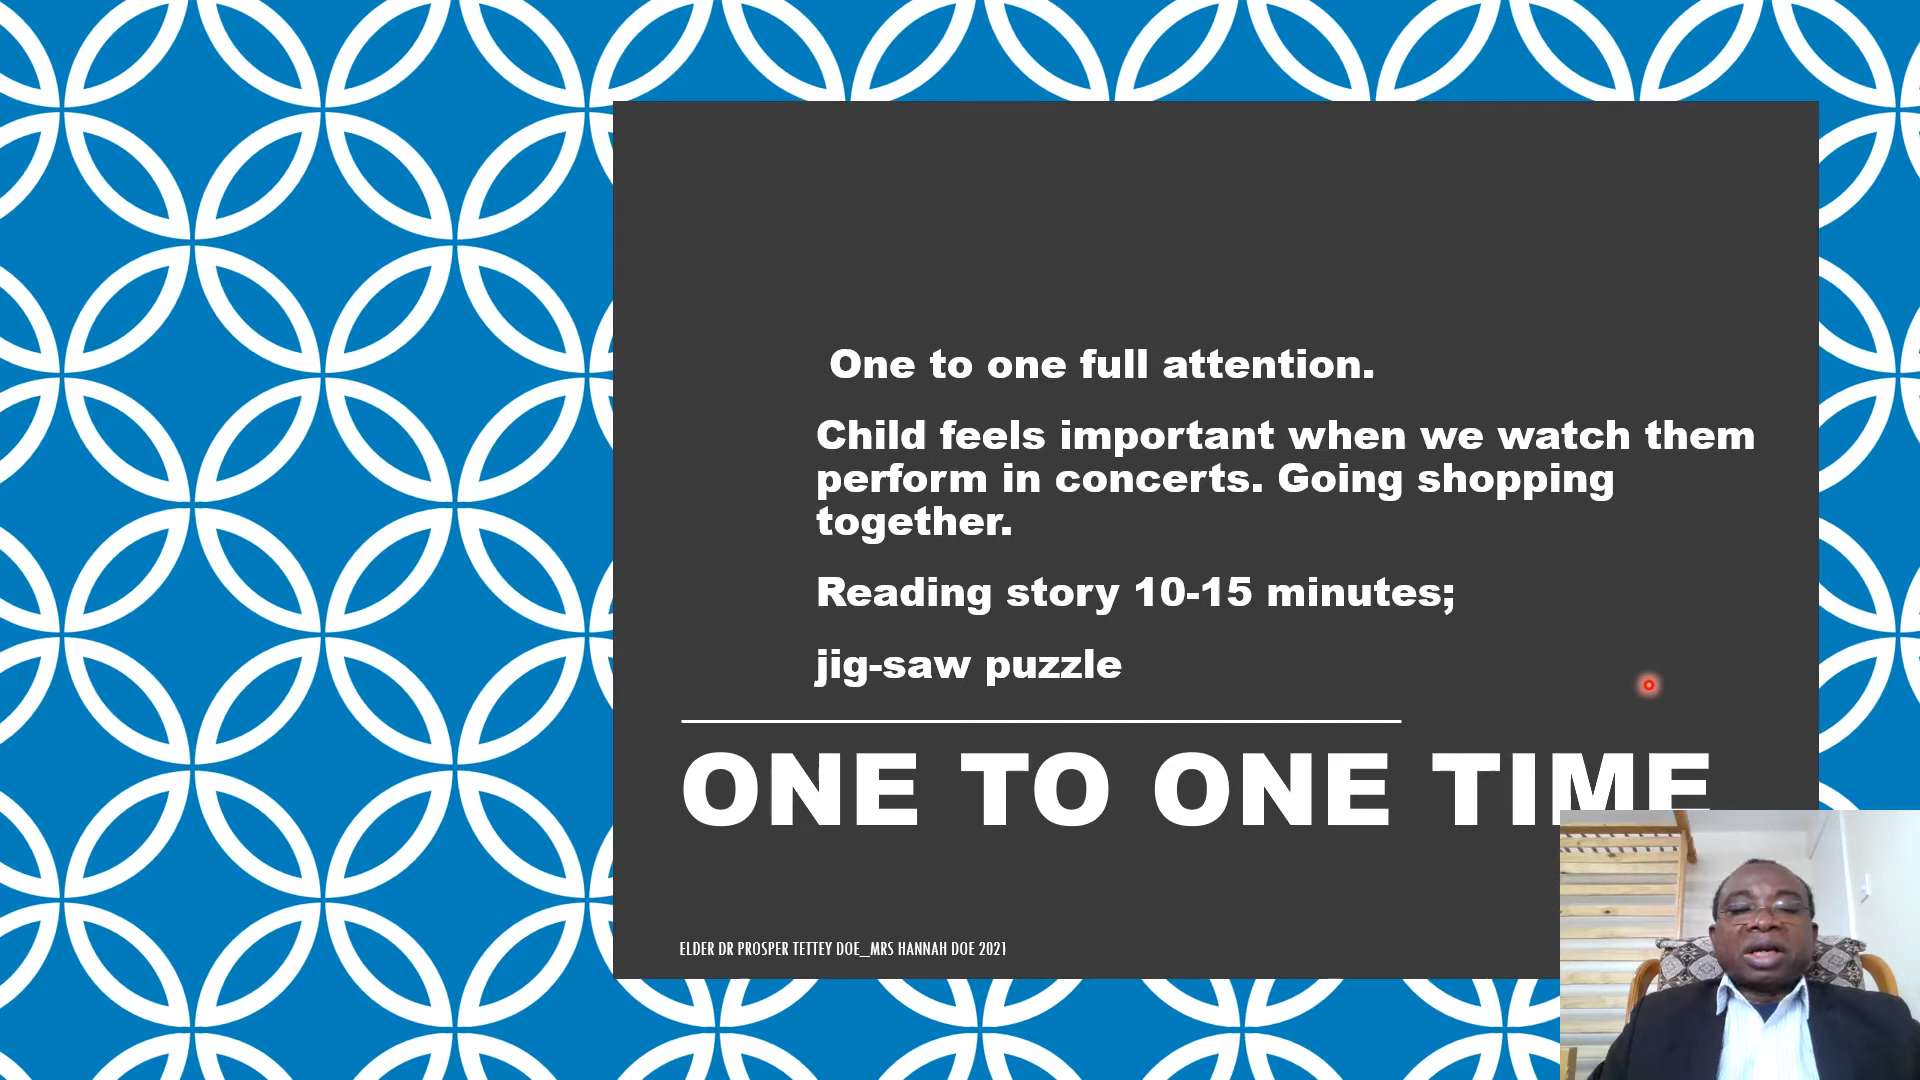 One to one full attention.
Child feels important when we watch them
perform in concerts. Going shopping
together.
Reading story 10-15 minutes;
jig-saw puzzle
ONE TO ONE TIME
ELDER DR PROSPER TETTEY DOE_MRS HANNAH DOE 2021